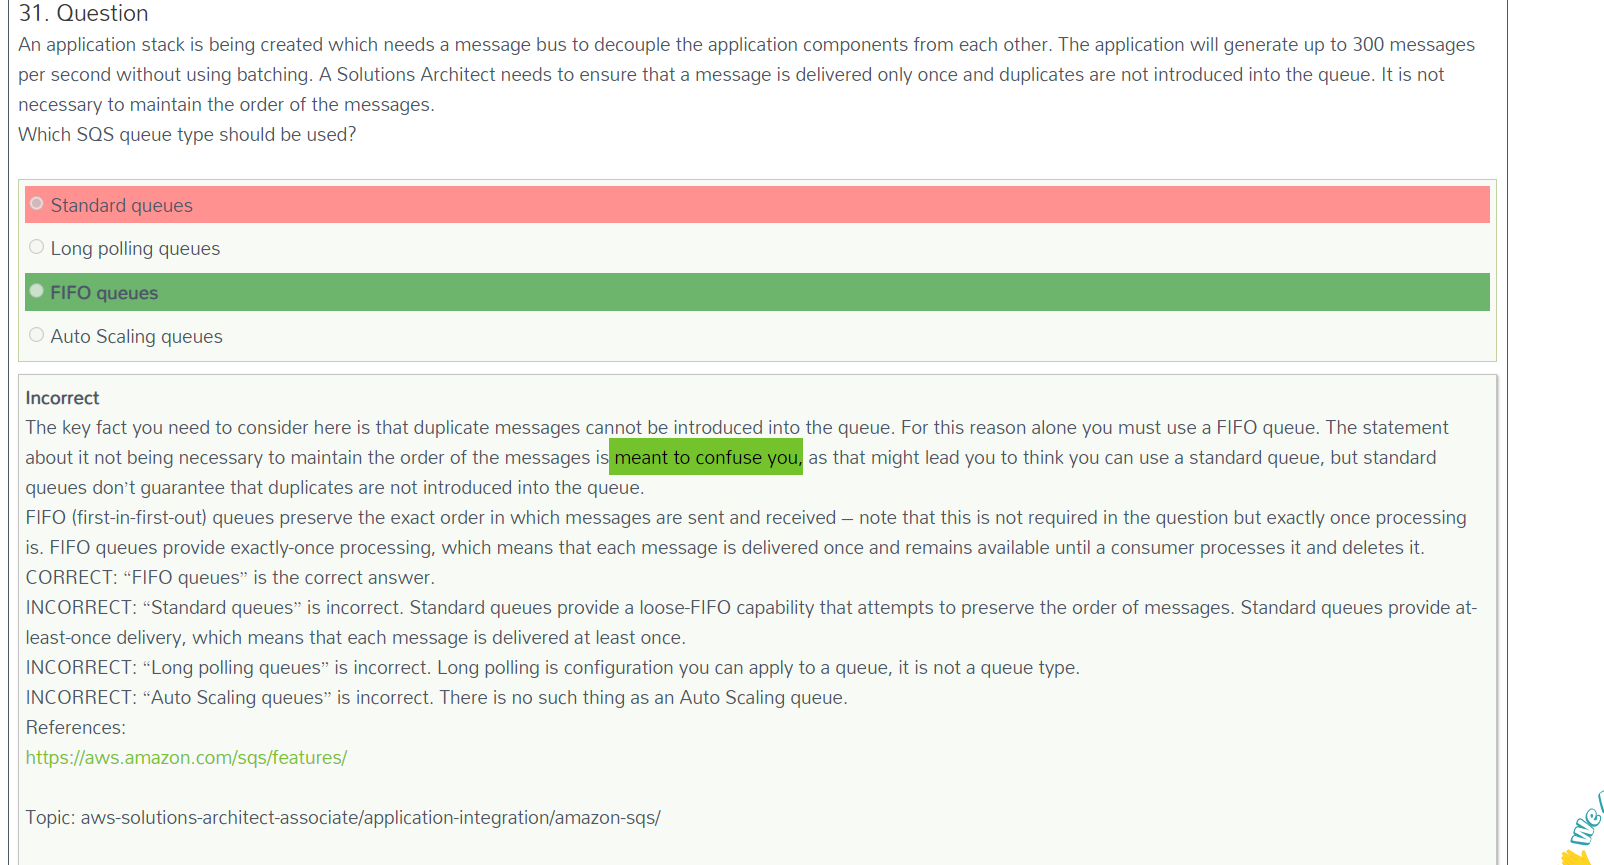 31. Question
An application stack is being created which needs a message bus to decouple the application components from each other. The application will generate up to 300 messages
per second without using batching. A Solutions Architect needs to ensure that a message is delivered only once and duplicates are not introduced into the queue. It is not
necessary to maintain the order of the messages.
Which SQS queue type should be used?
Standard queues
Long polling queues
FIFO queues
Auto Scaling queues
Incorrect
The key fact you need to consider here is that duplicate messages cannot be introduced into the queue. For this reason alone you must use a FIFO queue. The statement
about it not being necessary to maintain the order of the messages is meant to confuse you, as that might lead you to think you can use a standard queue, but standard
queues don’t guarantee that duplicates are not introduced into the queue.
FIFO (first-in-first-out) queues preserve the exact order in which messages are sent and received – note that this is not required in the question but exactly once processing
is. FIFO queues provide exactly-once processing, which means that each message is delivered once and remains available until a consumer processes it and deletes it.
CORRECT: “FIFO queues” is the correct answer.
INCORRECT: “Standard queues” is incorrect. Standard queues provide a loose-FIFO capability that attempts to preserve the order of messages. Standard queues provide at-
least-once delivery, which means that each message is delivered at least once.
INCORRECT: “Long polling queues” is incorrect. Long polling is configuration you can apply to a queue, it is not a queue type.
INCORRECT: “Auto Scaling queues” is incorrect. There is no such thing as an Auto Scaling queue.
References:
https://aws.amazon.com/sqs/features/
Topic: aws-solutions-architect-associate/application-integration/amazon-sqs/